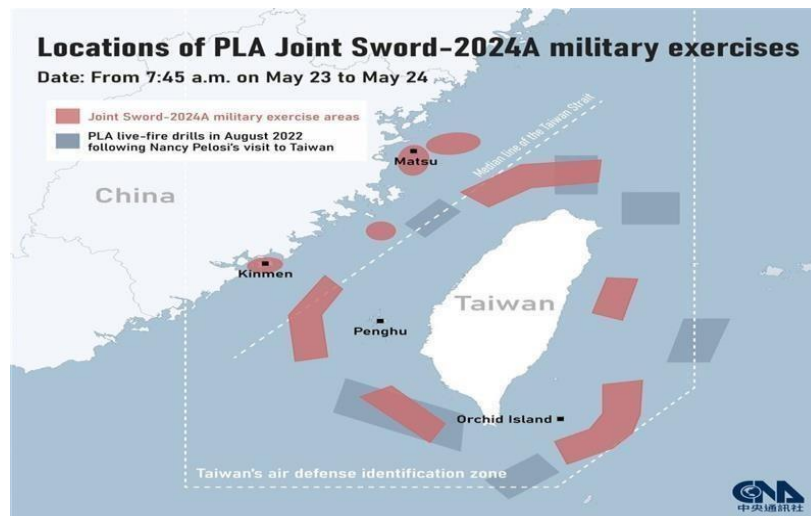 Locations of PLA Joint Sword-2024A military exercises
Date: From 7:45 a.m. on May 23 to May 24
Joint Sword-2024A military exercise areas
PLA live-fire drills in August 2022
following Nancy Pelosi's visit to Taiwan
Median line of the Taiwan Strait
Matsu
China
Kinmen
Taiwan
Penghu
Orchid Island
Taiwan's air defense identification zone
CNA
中央通訊社